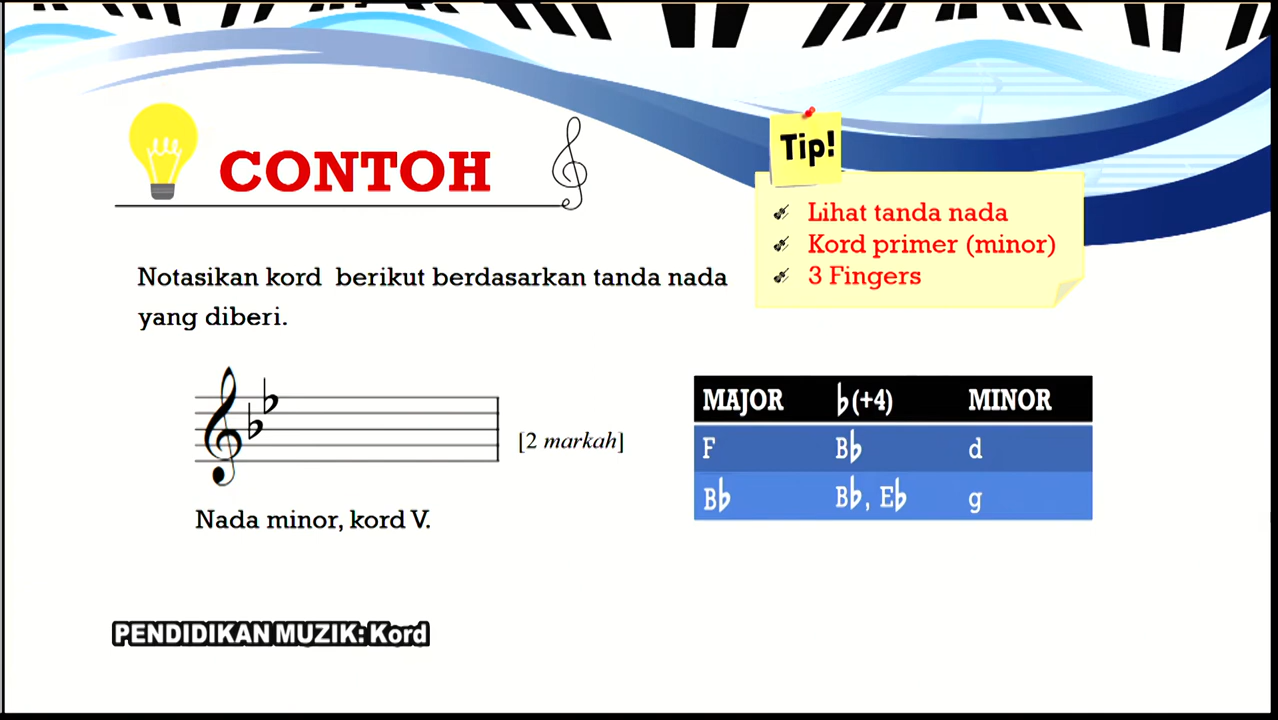 CONTOH
Tip!
Lihat tanda nada
Kord primer (minor)
3 Fingers
Notasikan kord berikut berdasarkan tanda nada
yang diberi.
[2 markah]
Nada minor, kord V.
MAJOR ♭(+4) MINOR
F B♭ d
B♭ B♭, E♭ g
PENDIDIKAN MUZIK: Kord